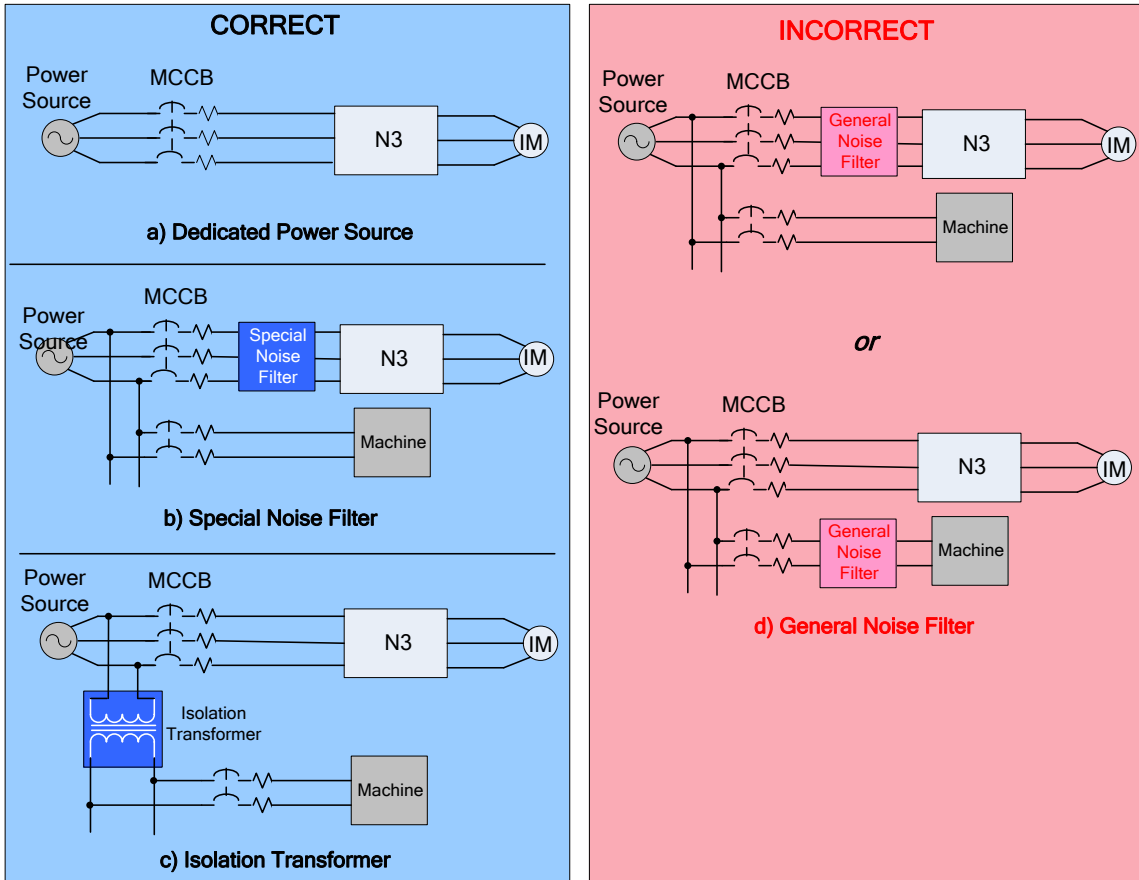 CORRECT
Power
Source
MCCB
N3
IM
a) Dedicated Power Source
MCCB
Power
Source
Special
Noise
Filter
N3
IM
Machine
b) Special Noise Filter
Power
Source
MCCB
N3
IM
Isolation
Transformer
Machine
c) Isolation Transformer
INCORRECT
Power
Source
MCCB
General
Noise
Filter
N3
IM
Machine
or
Power
Source
MCCB
N3
IM
General
Noise
Filter
Machine
d) General Noise Filter